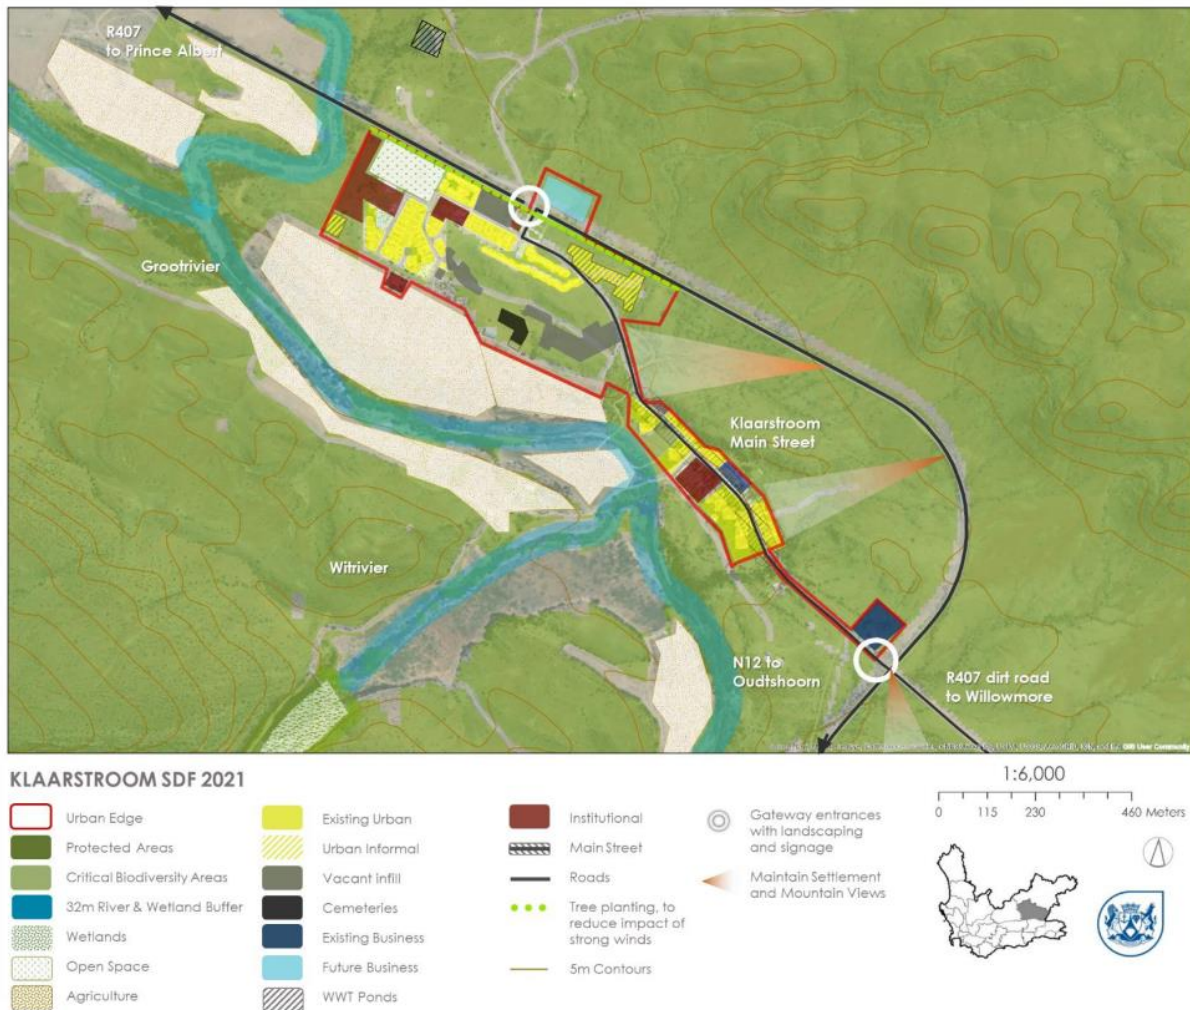 R407
to Prince Albert
Grootrivier
Klaarstroom
Main Street
Witrivier
N12 to
Oudtshoorn
R407 dirt road
to Willowmore
GIS User Community
KLAARSTROOM SDF 2021
Urban Edge
Protected Areas
Critical Biodiversity Areas
32m River & Wetland Buffer
Wetlands
Open Space
Agriculture
Existing Urban
Urban Informal
Vacant infill
Cemeteries
Existing Business
Future Business
WWT Ponds
Institutional
Main Street
Roads
Tree planting, to
reduce impact of
strong winds
5m Contours
Gateway entrances
with landscaping
and signage
Maintain Settlement
and Mountain Views
1:6,000
0 115 230 460 Meters